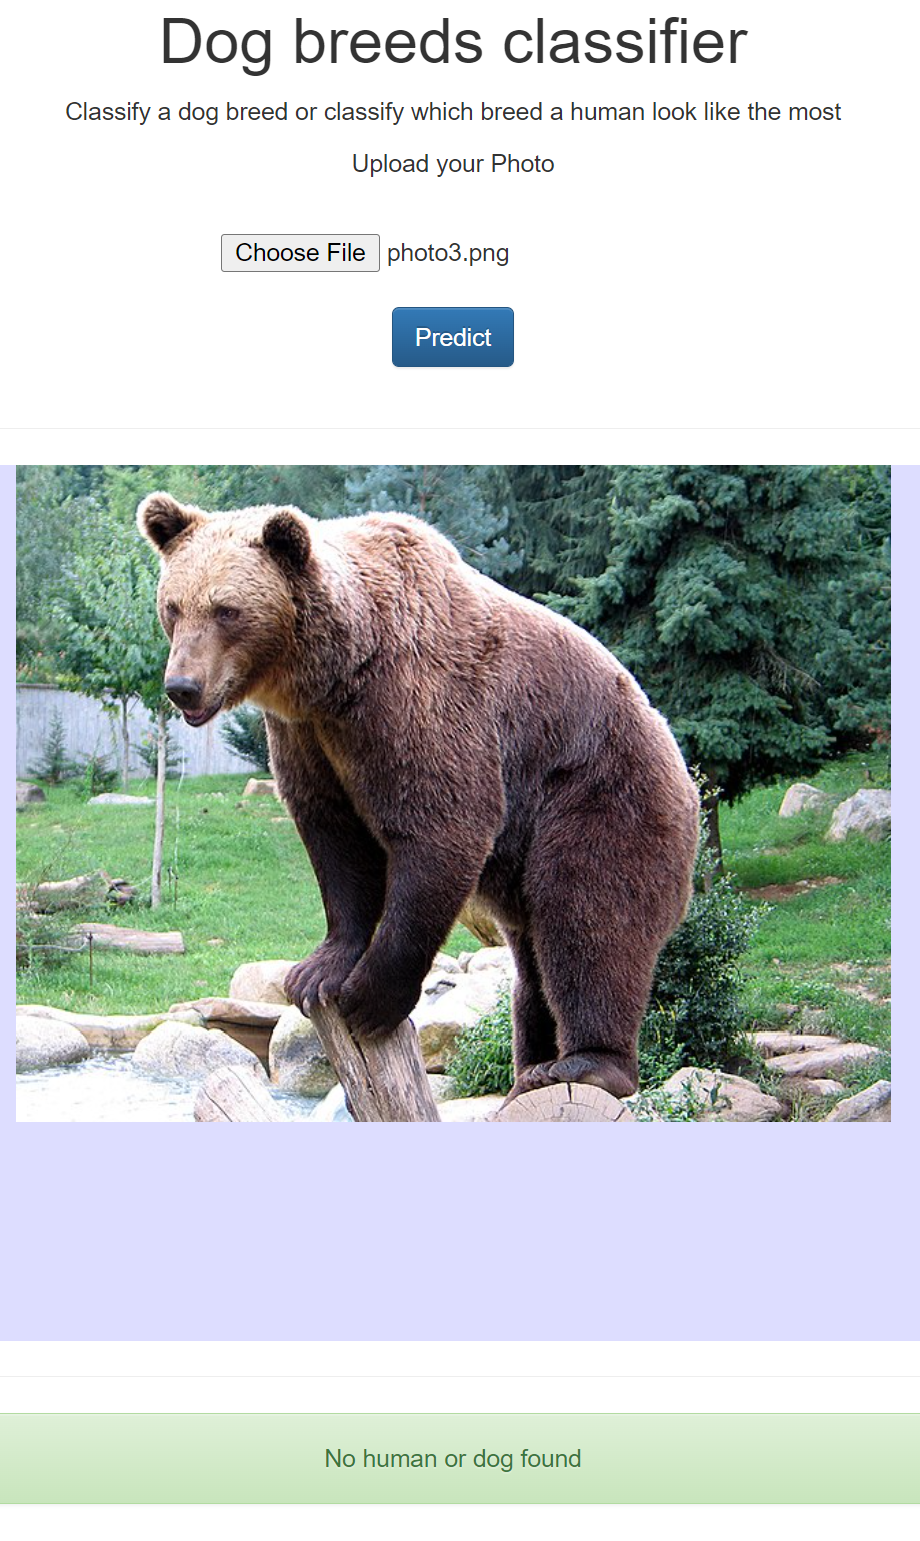 Dog breeds classifier
Classify a dog breed or classify which breed a human look like the most
Upload your Photo
Choose File photo3.png
Predict
No human or dog found